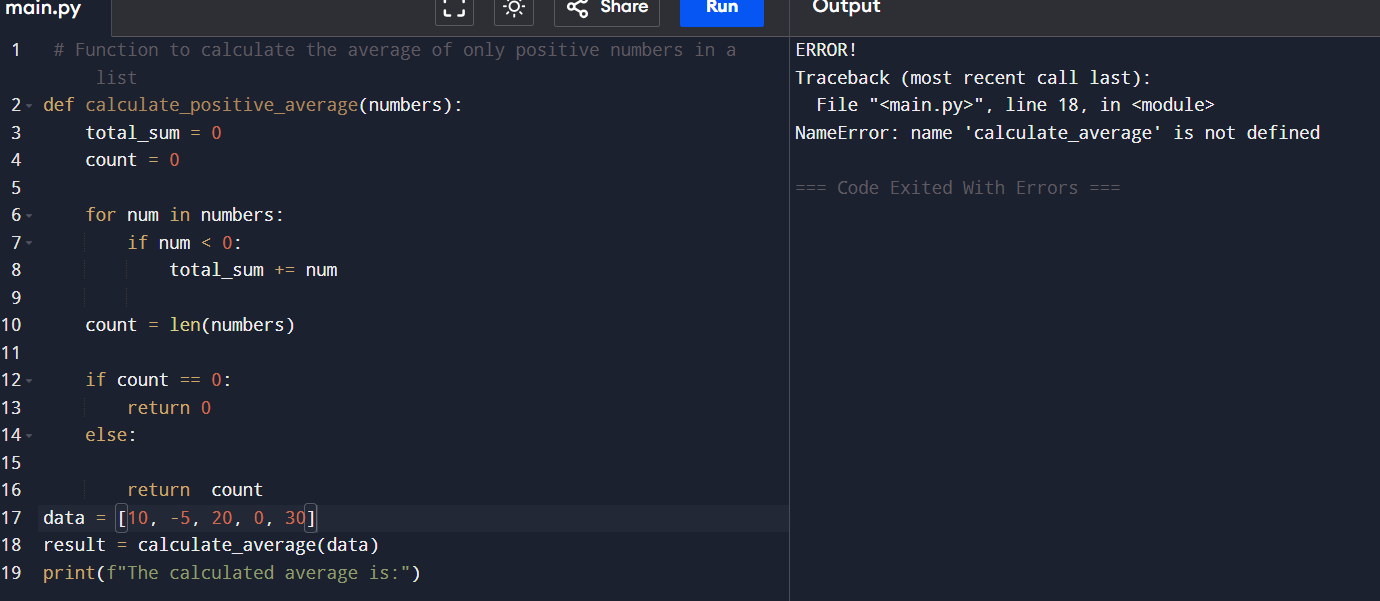 main.py
Share
Run
Output
1 # Function to calculate the average of only positive numbers in a
list
2 def calculate_positive_average(numbers):
3 total_sum = 0
4 count = 0
5
6 for num in numbers:
7 if num < 0:
8 total_sum += num
9
10 count = len(numbers)
11
12 if count == 0:
13 return 0
14 else:
15
16 return  count
17 data = [10, -5, 20, 0, 30]
18 result = calculate_average(data)
19 print(f"The calculated average is:")
ERROR!
Traceback (most recent call last):
  File "<main.py>", line 18, in <module>
NameError: name 'calculate_average' is not defined
=== Code Exited With Errors ===